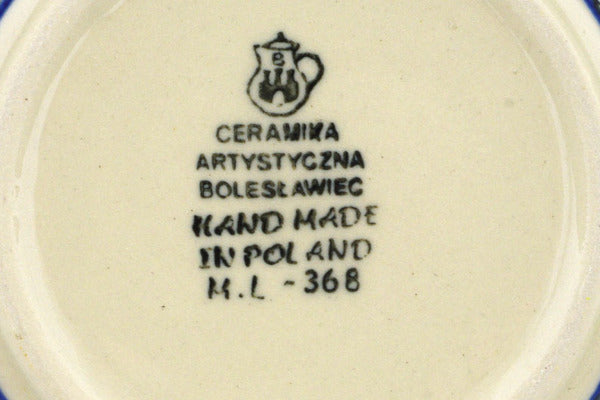 B
CERAMIKA
ARTYSTYCZNA
BOLESŁAWIEC
HAND MADE
IN POLAND
M.L - 368